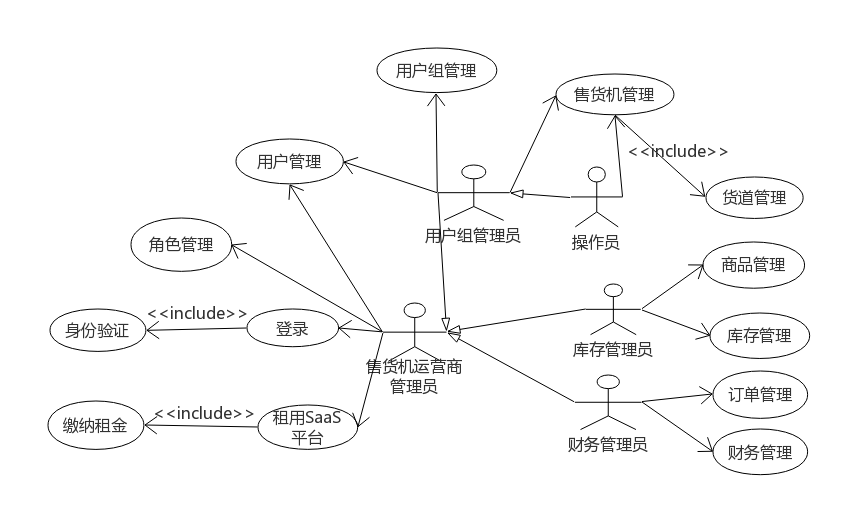 用户组管理
售货机管理
<<include>>
用户管理
货道管理
用户组管理员
操作员
角色管理
商品管理
<<include>>
身份验证
登录
库存管理
库存管理员
售货机运营商
管理员
订单管理
<<include>>
缴纳租金
租用SaaS
平台
财务管理员
财务管理